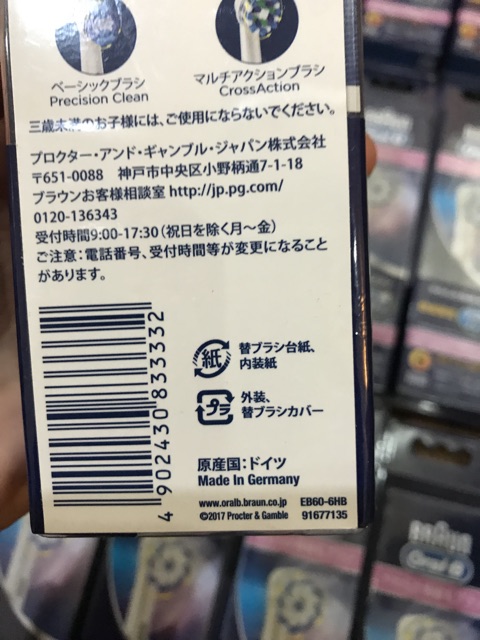 ベーシックブラシ
Precision Clean
マルチアクションブラシ
CrossAction
三歳未満のお子様には、ご使用にならないでください。
プロクター・アンド・ギャンブル・ジャパン株式会社
〒651-0088 神戸市中央区小野柄通7-1-18
ブラウンお客様相談室 http://jp.pg.com/
0120-136343
受付時間9:00-17:30(祝日を除く月～金)
ご注意:電話番号、受付時間等が変更になること
があります。
4 902430 833332
紙
替ブラシ台紙、
内装紙
プラ
外装、
替ブラシカバー
原産国:ドイツ
Made In Germany
www.oralb.braun.co.jp
EB60-6HB
©2017 Procter & Gamble
91677135
BRAUN
Oral B